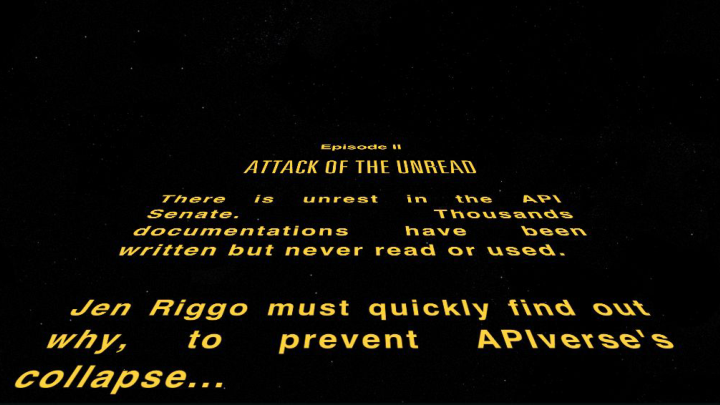 Episode II
ATTACK OF THE UNREAD
There is unrest in the API
Senate. Thousands
documentations have been
written but never read or used.
Jen Riggo must quickly find out
why, to prevent APIverse's
collapse...